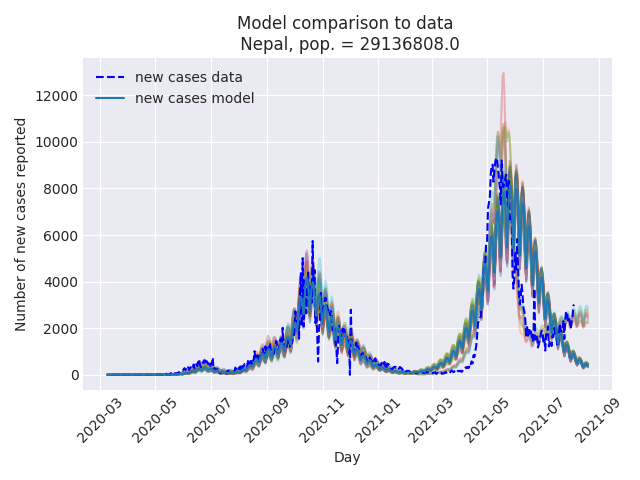 Model comparison to data
Nepal, pop. = 29136808.0
new cases data
new cases model
Number of new cases reported
12000
10000
8000
6000
4000
2000
0
2020-03
2020-05
2020-07
2020-09
2020-11
2021-01
2021-03
2021-05
2021-07
2021-09
Day